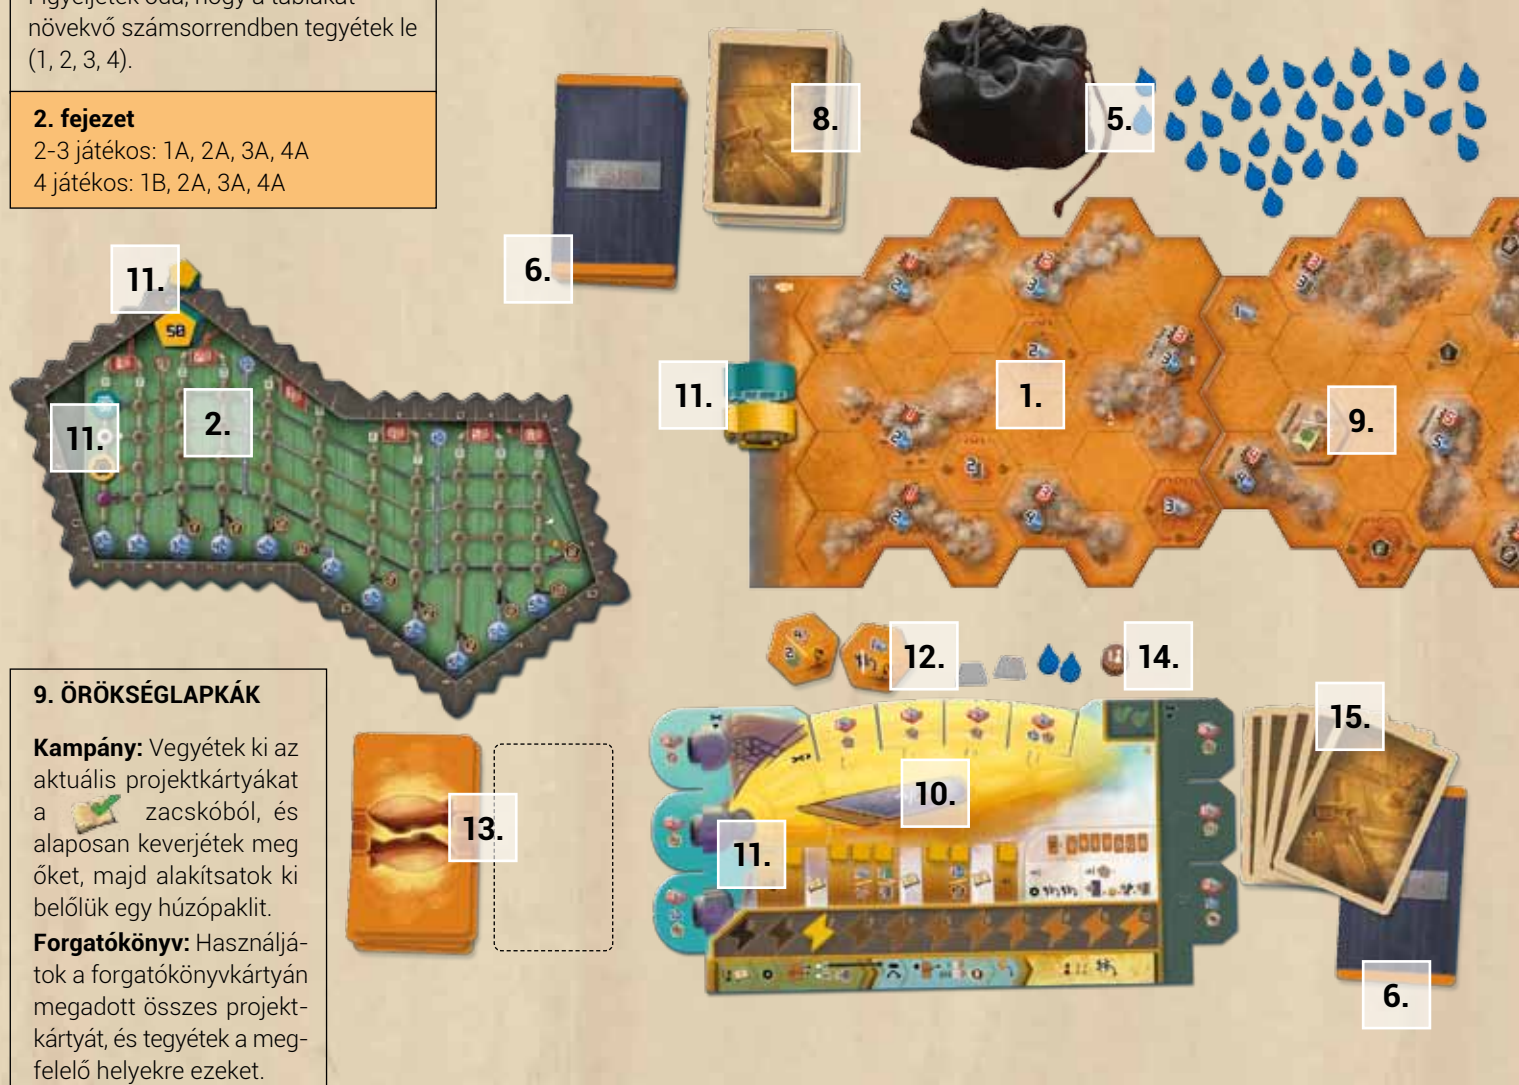 növekvő számsorrendben tegyétek le
(1, 2, 3, 4).
2. fejezet
2-3 játékos: 1A, 2A, 3A, 4A
4 játékos: 1B, 2A, 3A, 4A
8.
5.
6.
11.
58
11.
2.
11.
1.
9.
12.
14.
9. ÖRÖKSÉGLAPKÁK
Kampány: Vegyétek ki az
aktuális projektkártyákat
a zacskóból, és
alaposan keverjétek meg
őket, majd alakítsatok ki
belőlük egy húzópaklit.
Forgatókönyv: Használjá-
tok a forgatókönyvkártyán
megadott összes projekt-
kártyát, és tegyétek a meg-
felelő helyekre ezeket.
13.
10.
11.
15.
6.